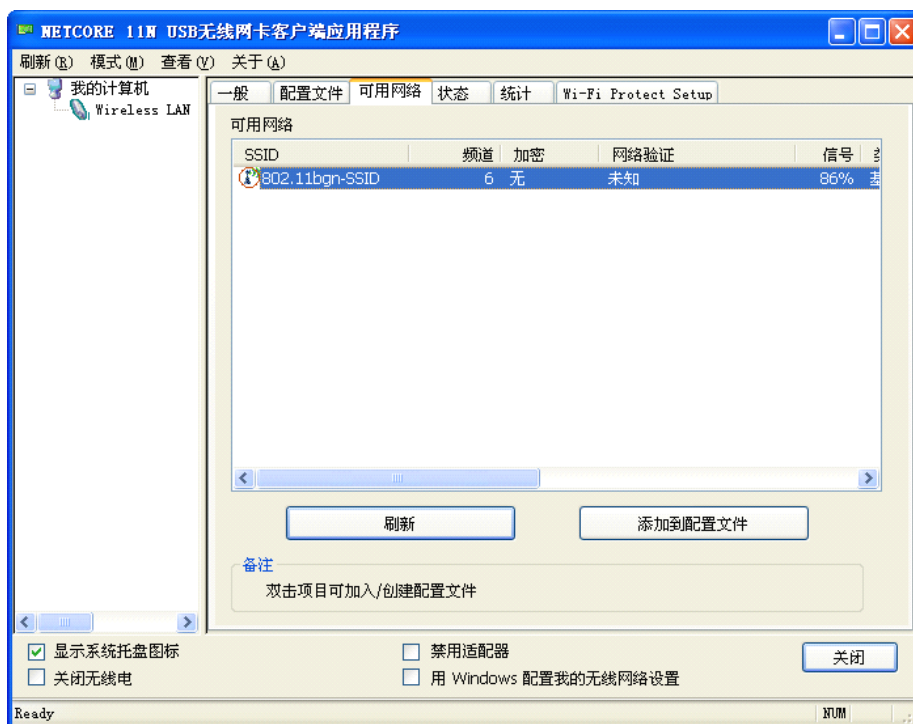 NETCORE 11N USB无线网卡客户端应用程序
刷新(R) 模式(M) 查看(V) 关于(A)
我的计算机
Wireless LAN
一般 配置文件 可用网络 状态 统计 Wi-Fi Protect Setup
可用网络
SSID 频道 加密 网络验证 信号
802.11bgn-SSID 6 无 未知 86% 基
刷新 添加到配置文件
备注
双击项目可加入/创建配置文件
显示系统托盘图标 禁用适配器 关闭
关闭无线电 用 Windows 配置我的无线网络设置
Ready NUM